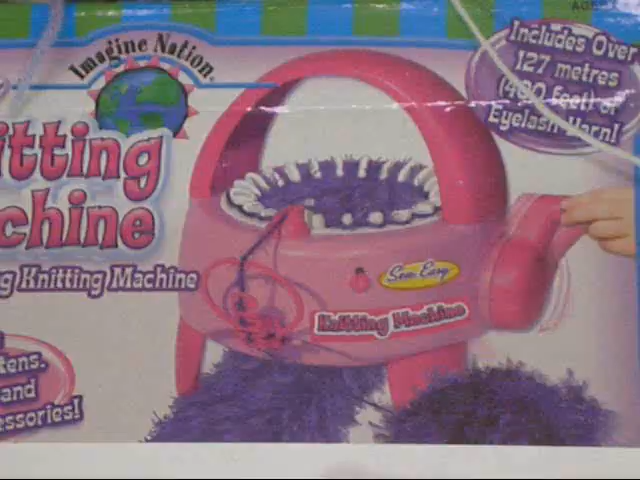 AGES
Imagine Nation
Includes Over
127 metres
(400 feet) of
Eyelash Yarn!
itting
chine
g Knitting Machine
Sew Easy
Knitting Machine
tens.
and
essories!